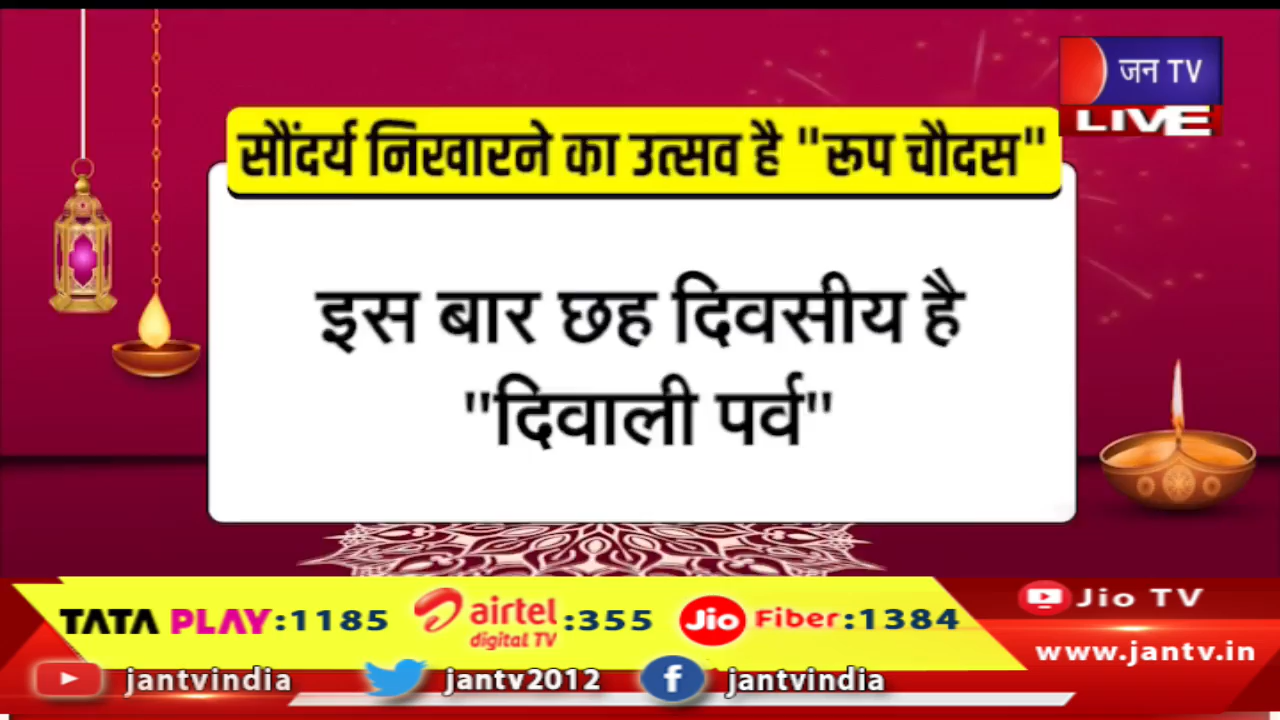 जन TV
LIVE
सौंदर्य निखारने का उत्सव है "रूप चौदस"
इस बार छह दिवसीय है
"दिवाली पर्व"
TATA PLAY:1185 airtel digital TV:355 Jio Fiber:1384
Jio TV
www.jantv.in
jantvindia jantv2012 jantvindia